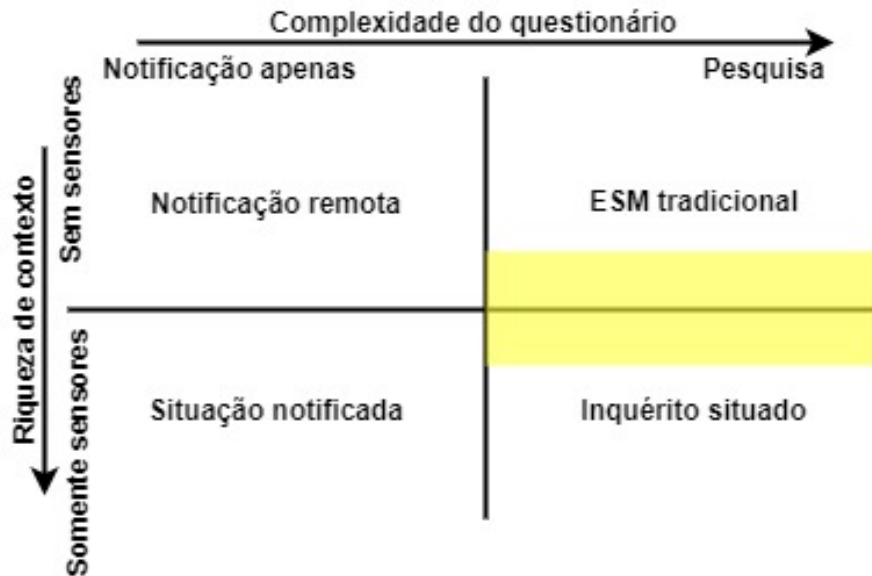 Complexidade do questionário
Notificação apenas
Pesquisa
Riqueza de contexto
Sem sensores
Notificação remota
ESM tradicional
Somente sensores
Situação notificada
Inquérito situado